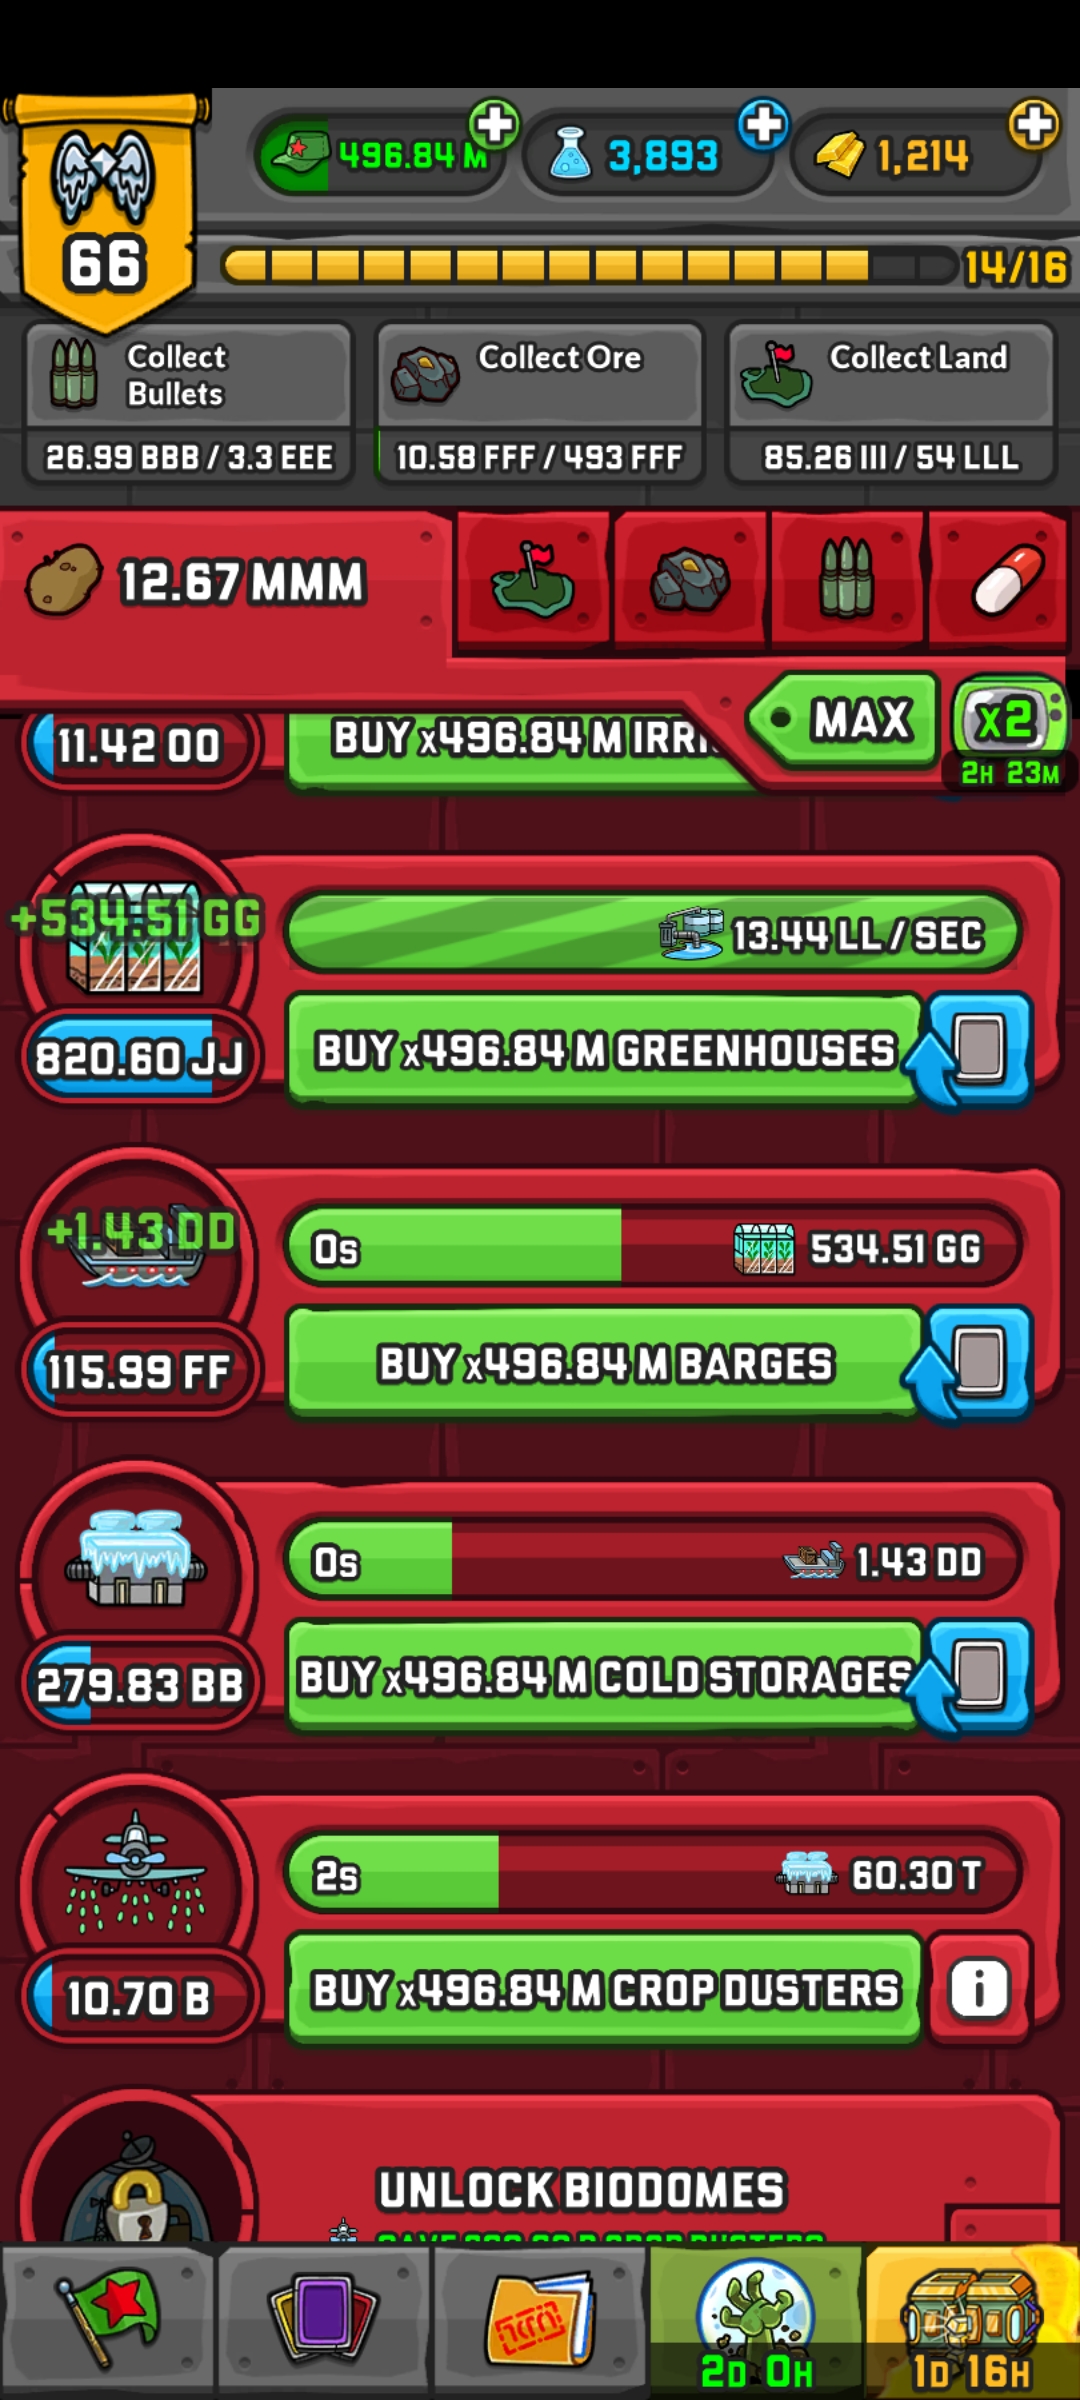 496.84 M
3,893
1,214
66
14/16
Collect
Bullets
26.99 BBB / 3.3 EEE
Collect Ore
10.58 FFF / 493 FFF
Collect Land
85.26 III / 54 LLL
12.67 MMM
MAX
x2
2H 23M
11.42 OO
BUY x496.84 M
+534.51 GG
13.44 LL / SEC
820.60 JJ
BUY x496.84 M GREENHOUSES
+1.43 DD
0s
534.51 GG
115.99 FF
BUY x496.84 M BARGES
0s
1.43 DD
279.83 BB
BUY x496.84 M COLD STORAGES
2s
60.30 T
10.70 B
BUY x496.84 M CROP DUSTERS
i
UNLOCK BIODOMES
2D 0H
1D 16H